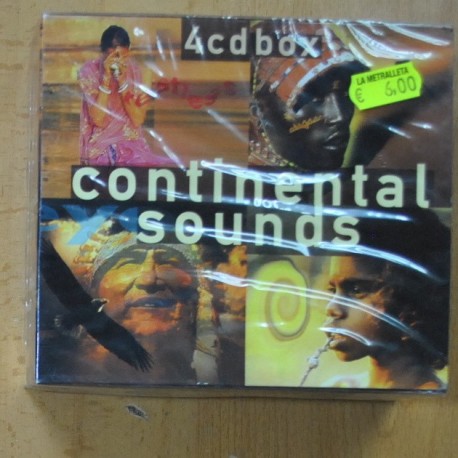 4cdbox
LA METRALLETA
€ 6.00
continental
sounds